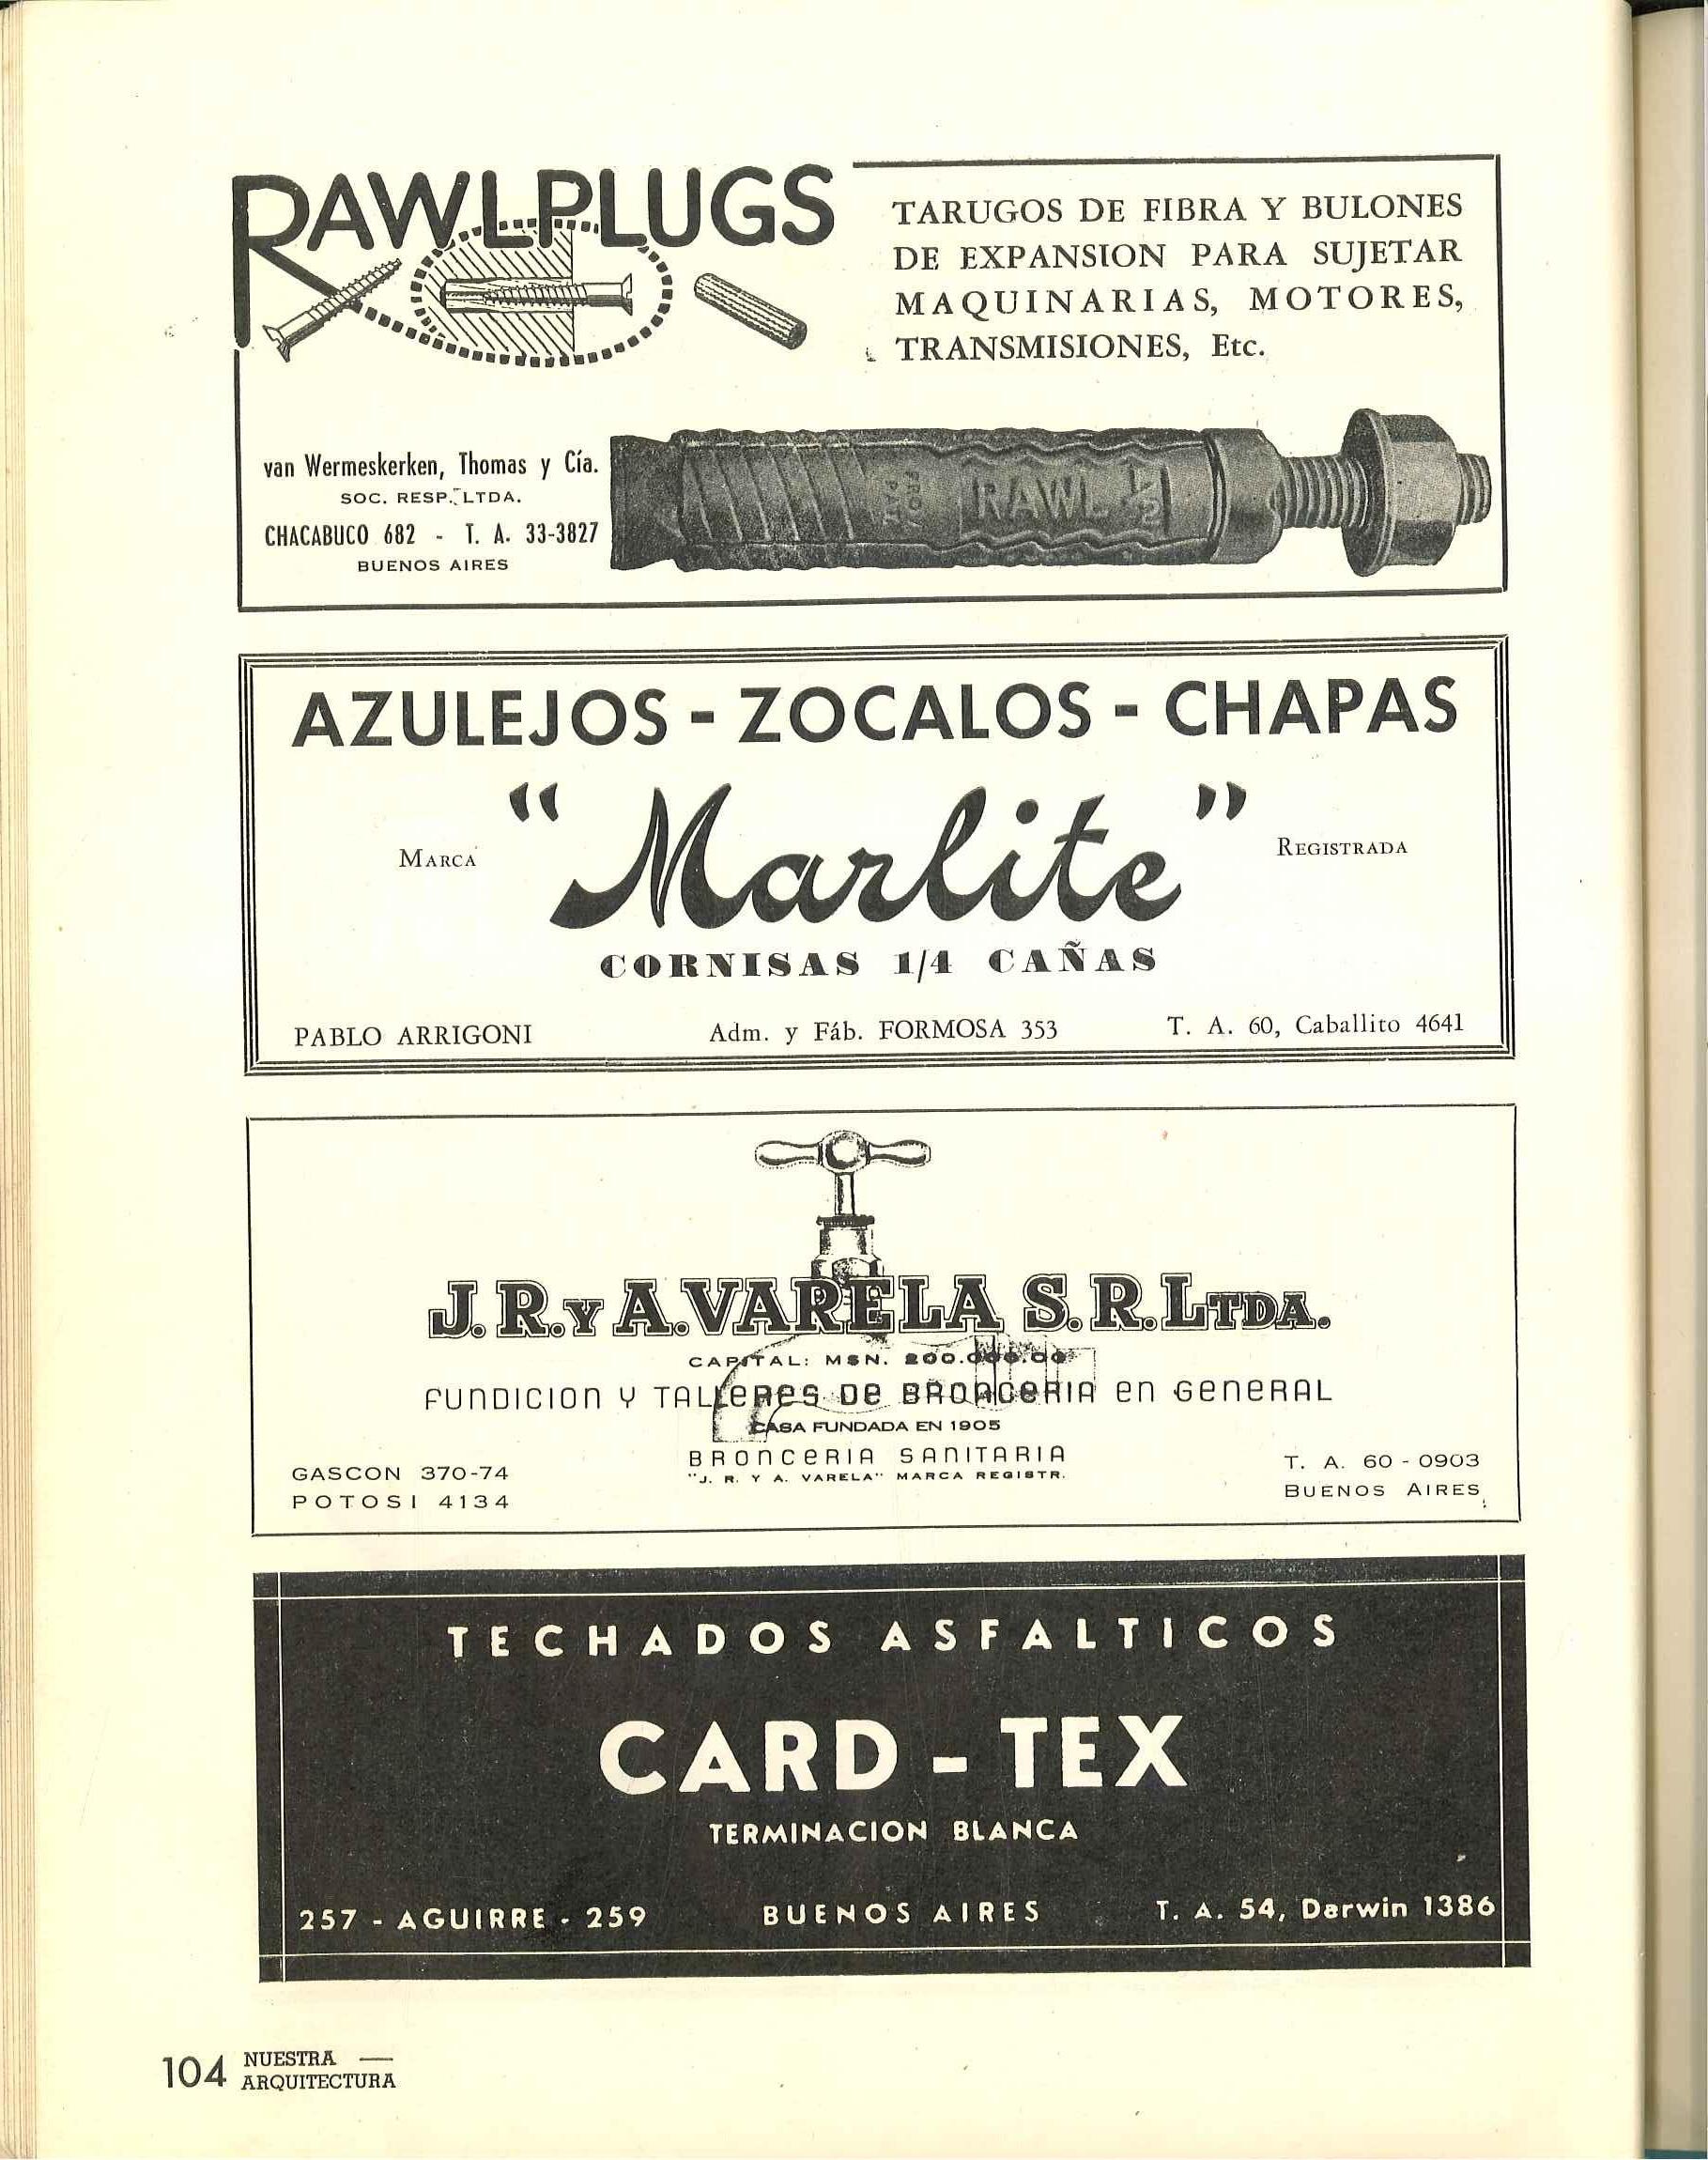 RAWLPLUGS
TARUGOS DE FIBRA Y BULONES
DE EXPANSION PARA SUJETAR
MAQUINARIAS, MOTORES,
TRANSMISIONES, Etc.
van Wermeskerken, Thomas y Cía.
SOC. RESP. LTDA.
CHACABUCO 682 - T. A. 33-3827
BUENOS AIRES
RAWL 1/2
AZULEJOS - ZOCALOS - CHAPAS
MARCA "Marlite" REGISTRADA
CORNISAS 1/4 CAÑAS
PABLO ARRIGONI Adm. y Fáb. FORMOSA 353 T. A. 60, Caballito 4641
J. R. Y A. VARELA S. R. LTDA.
CAPITAL: M$N. 200.000.00
FUNDICION Y TALLERES DE BRONCERIA en GENERAL
CASA FUNDADA EN 1905
BRONCERIA SANITARIA
"J. R. Y A. VARELA" MARCA REGISTR.
GASCON 370-74
POTOSI 4134
T. A. 60 - 0903
BUENOS AIRES
TECHADOS ASFALTICOS
CARD - TEX
TERMINACION BLANCA
257 - AGUIRRE - 259 BUENOS AIRES T. A. 54, Darwin 1386
104 NUESTRA —
ARQUITECTURA